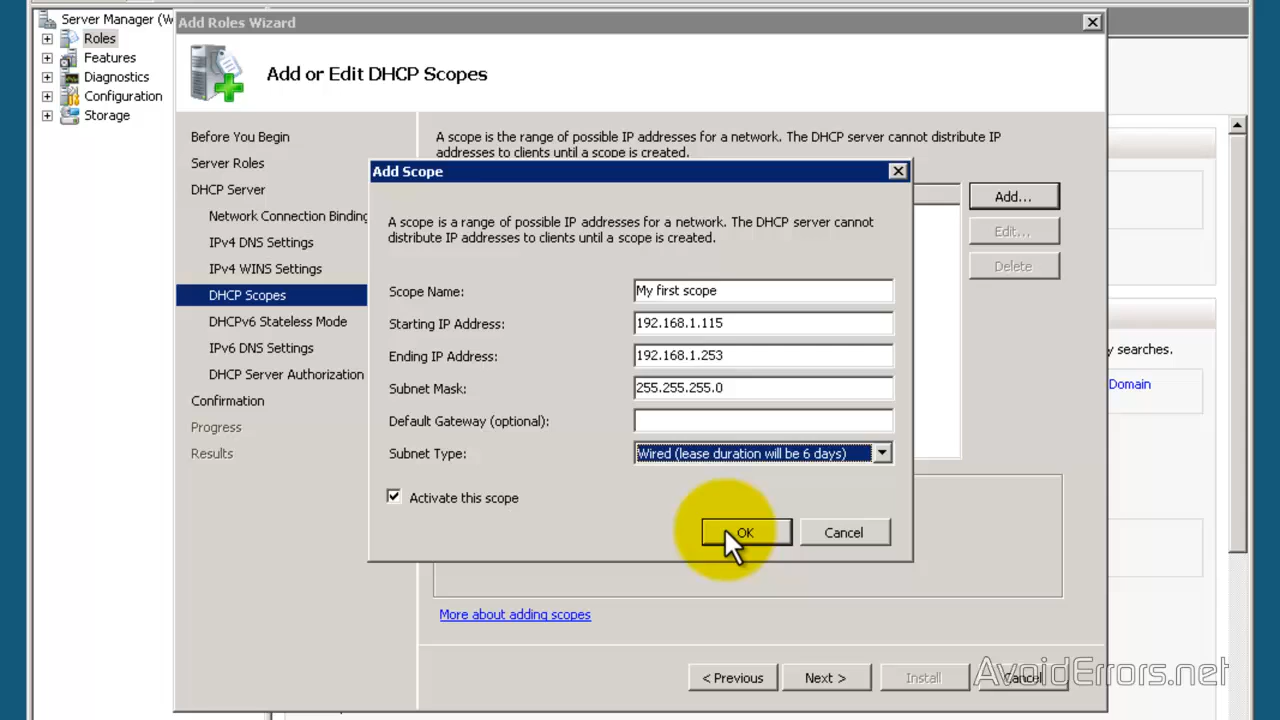 Server Manager (W
Roles
Features
Diagnostics
Configuration
Storage
Add Roles Wizard
Add or Edit DHCP Scopes
Before You Begin
Server Roles
DHCP Server
Network Connection Binding
IPv4 DNS Settings
IPv4 WINS Settings
DHCP Scopes
DHCPv6 Stateless Mode
IPv6 DNS Settings
DHCP Server Authorization
Confirmation
Progress
Results
A scope is the range of possible IP addresses for a network. The DHCP server cannot distribute IP
addresses to clients until a scope is created.
Add...
Edit...
Delete
Add Scope
A scope is a range of possible IP addresses for a network. The DHCP server cannot
distribute IP addresses to clients until a scope is created.
Scope Name: My first scope
Starting IP Address: 192.168.1.115
Ending IP Address: 192.168.1.253
Subnet Mask: 255.255.255.0
Default Gateway (optional):
Subnet Type: Wired (lease duration will be 6 days)
Activate this scope
OK Cancel
More about adding scopes
< Previous Next > Install Cancel
y searches.
Domain
AvoidErrors.net